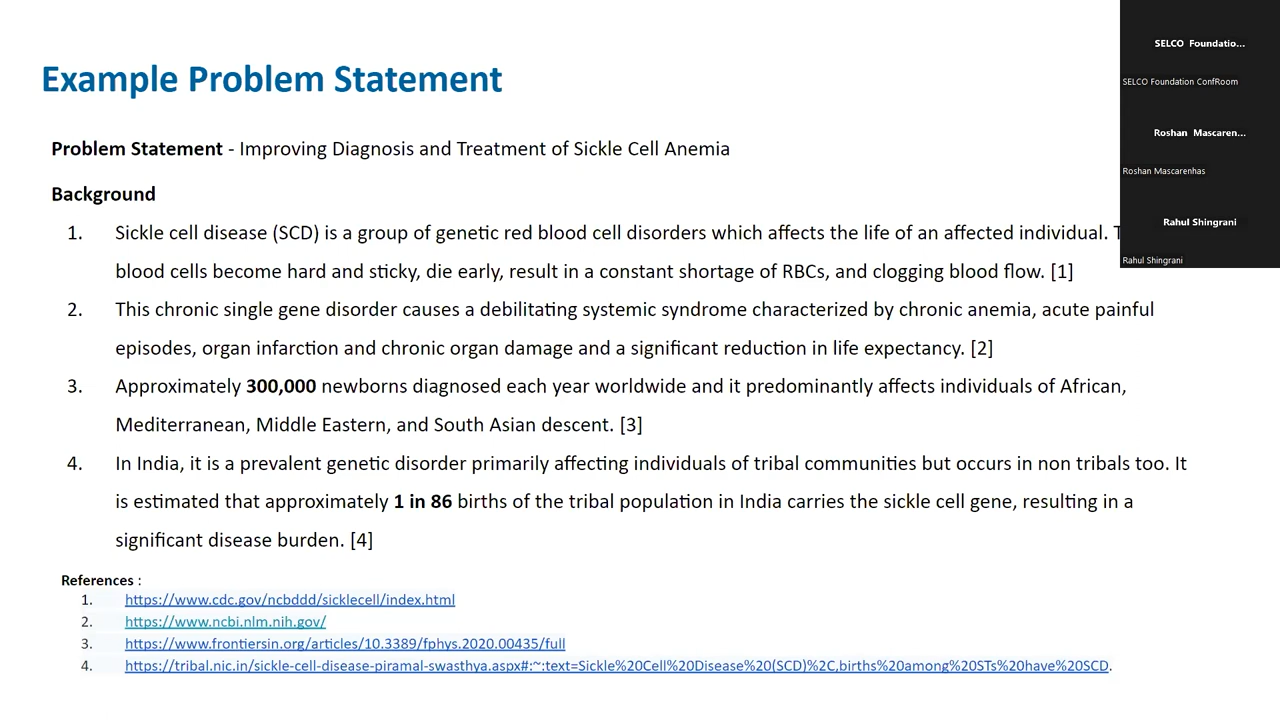 Example Problem Statement
Problem Statement - Improving Diagnosis and Treatment of Sickle Cell Anemia
Background
1. Sickle cell disease (SCD) is a group of genetic red blood cell disorders which affects the life of an affected individual.
blood cells become hard and sticky, die early, result in a constant shortage of RBCs, and clogging blood flow. [1]
2. This chronic single gene disorder causes a debilitating systemic syndrome characterized by chronic anemia, acute painful
episodes, organ infarction and chronic organ damage and a significant reduction in life expectancy. [2]
3. Approximately 300,000 newborns diagnosed each year worldwide and it predominantly affects individuals of African,
Mediterranean, Middle Eastern, and South Asian descent. [3]
4. In India, it is a prevalent genetic disorder primarily affecting individuals of tribal communities but occurs in non tribals too. It
is estimated that approximately 1 in 86 births of the tribal population in India carries the sickle cell gene, resulting in a
significant disease burden. [4]
References :
1. https://www.cdc.gov/ncbddd/sicklecell/index.html
2. https://www.ncbi.nlm.nih.gov/
3. https://www.frontiersin.org/articles/10.3389/fphys.2020.00435/full
4. https://tribal.nic.in/sickle-cell-disease-piramal-swasthya.aspx#:~:text=Sickle%20Cell%20Disease%20(SCD)%2C,births%20among%20STs%20have%20SCD.
SELCO Foundatio...
SELCO Foundation ConfRoom
Roshan Mascaren...
Roshan Mascarenhas
Rahul Shingrani
Rahul Shingrani